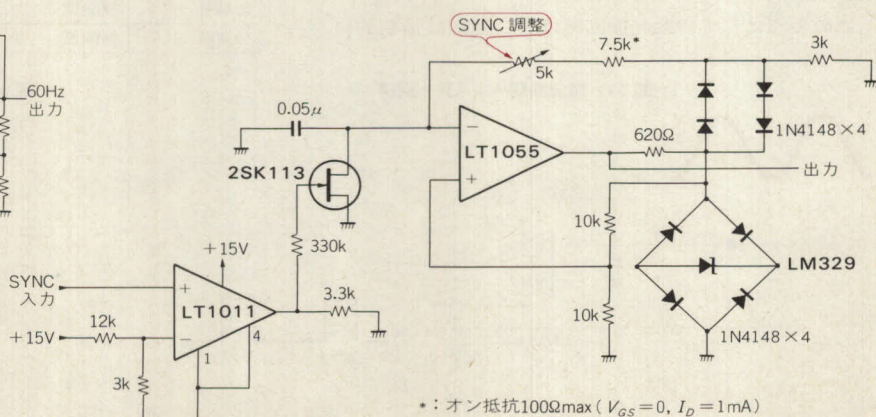 SYNC 調整
7.5k*
3k
5k
60Hz
出力
0.05μ
1N4148×4
LT1055
620Ω
出力
2SK113
10k
+15V
330k
LM329
SYNC
入力
LT1011
3.3k
10k
+15V
12k
4
1
1N4148×4
3k
*：オン抵抗100Ωmax（V_GS＝0, I_D＝1mA）